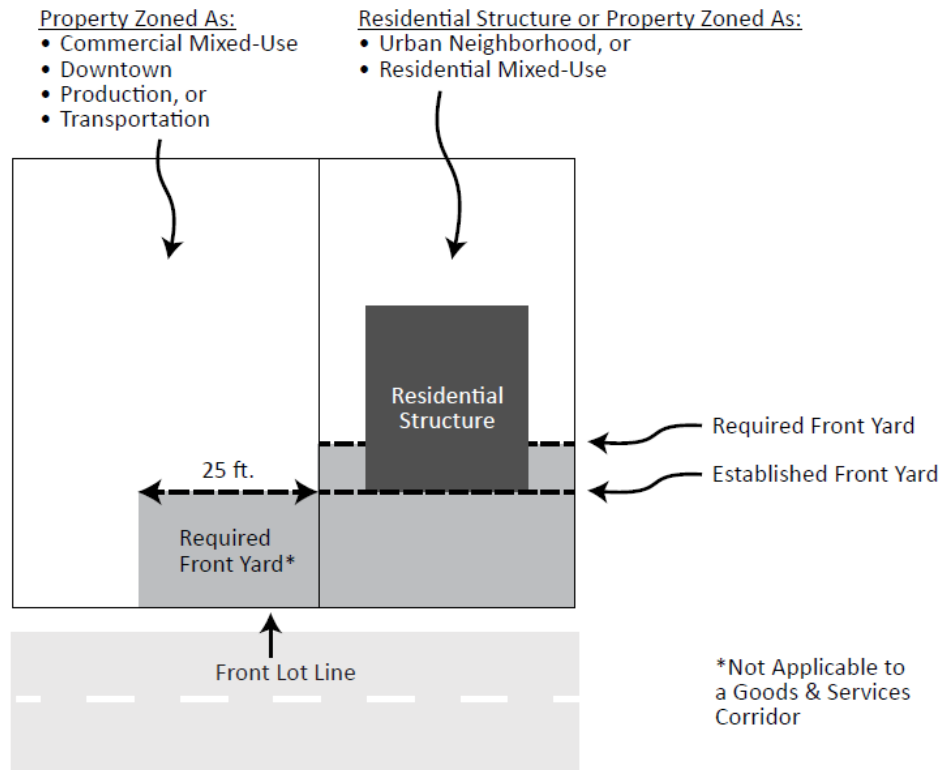 Property Zoned As:
• Commercial Mixed-Use
• Downtown
• Production, or
• Transportation
Residential Structure or Property Zoned As:
• Urban Neighborhood, or
• Residential Mixed-Use
Residential
Structure
Required Front Yard
25 ft.
Established Front Yard
Required
Front Yard*
Front Lot Line
*Not Applicable to
a Goods & Services
Corridor